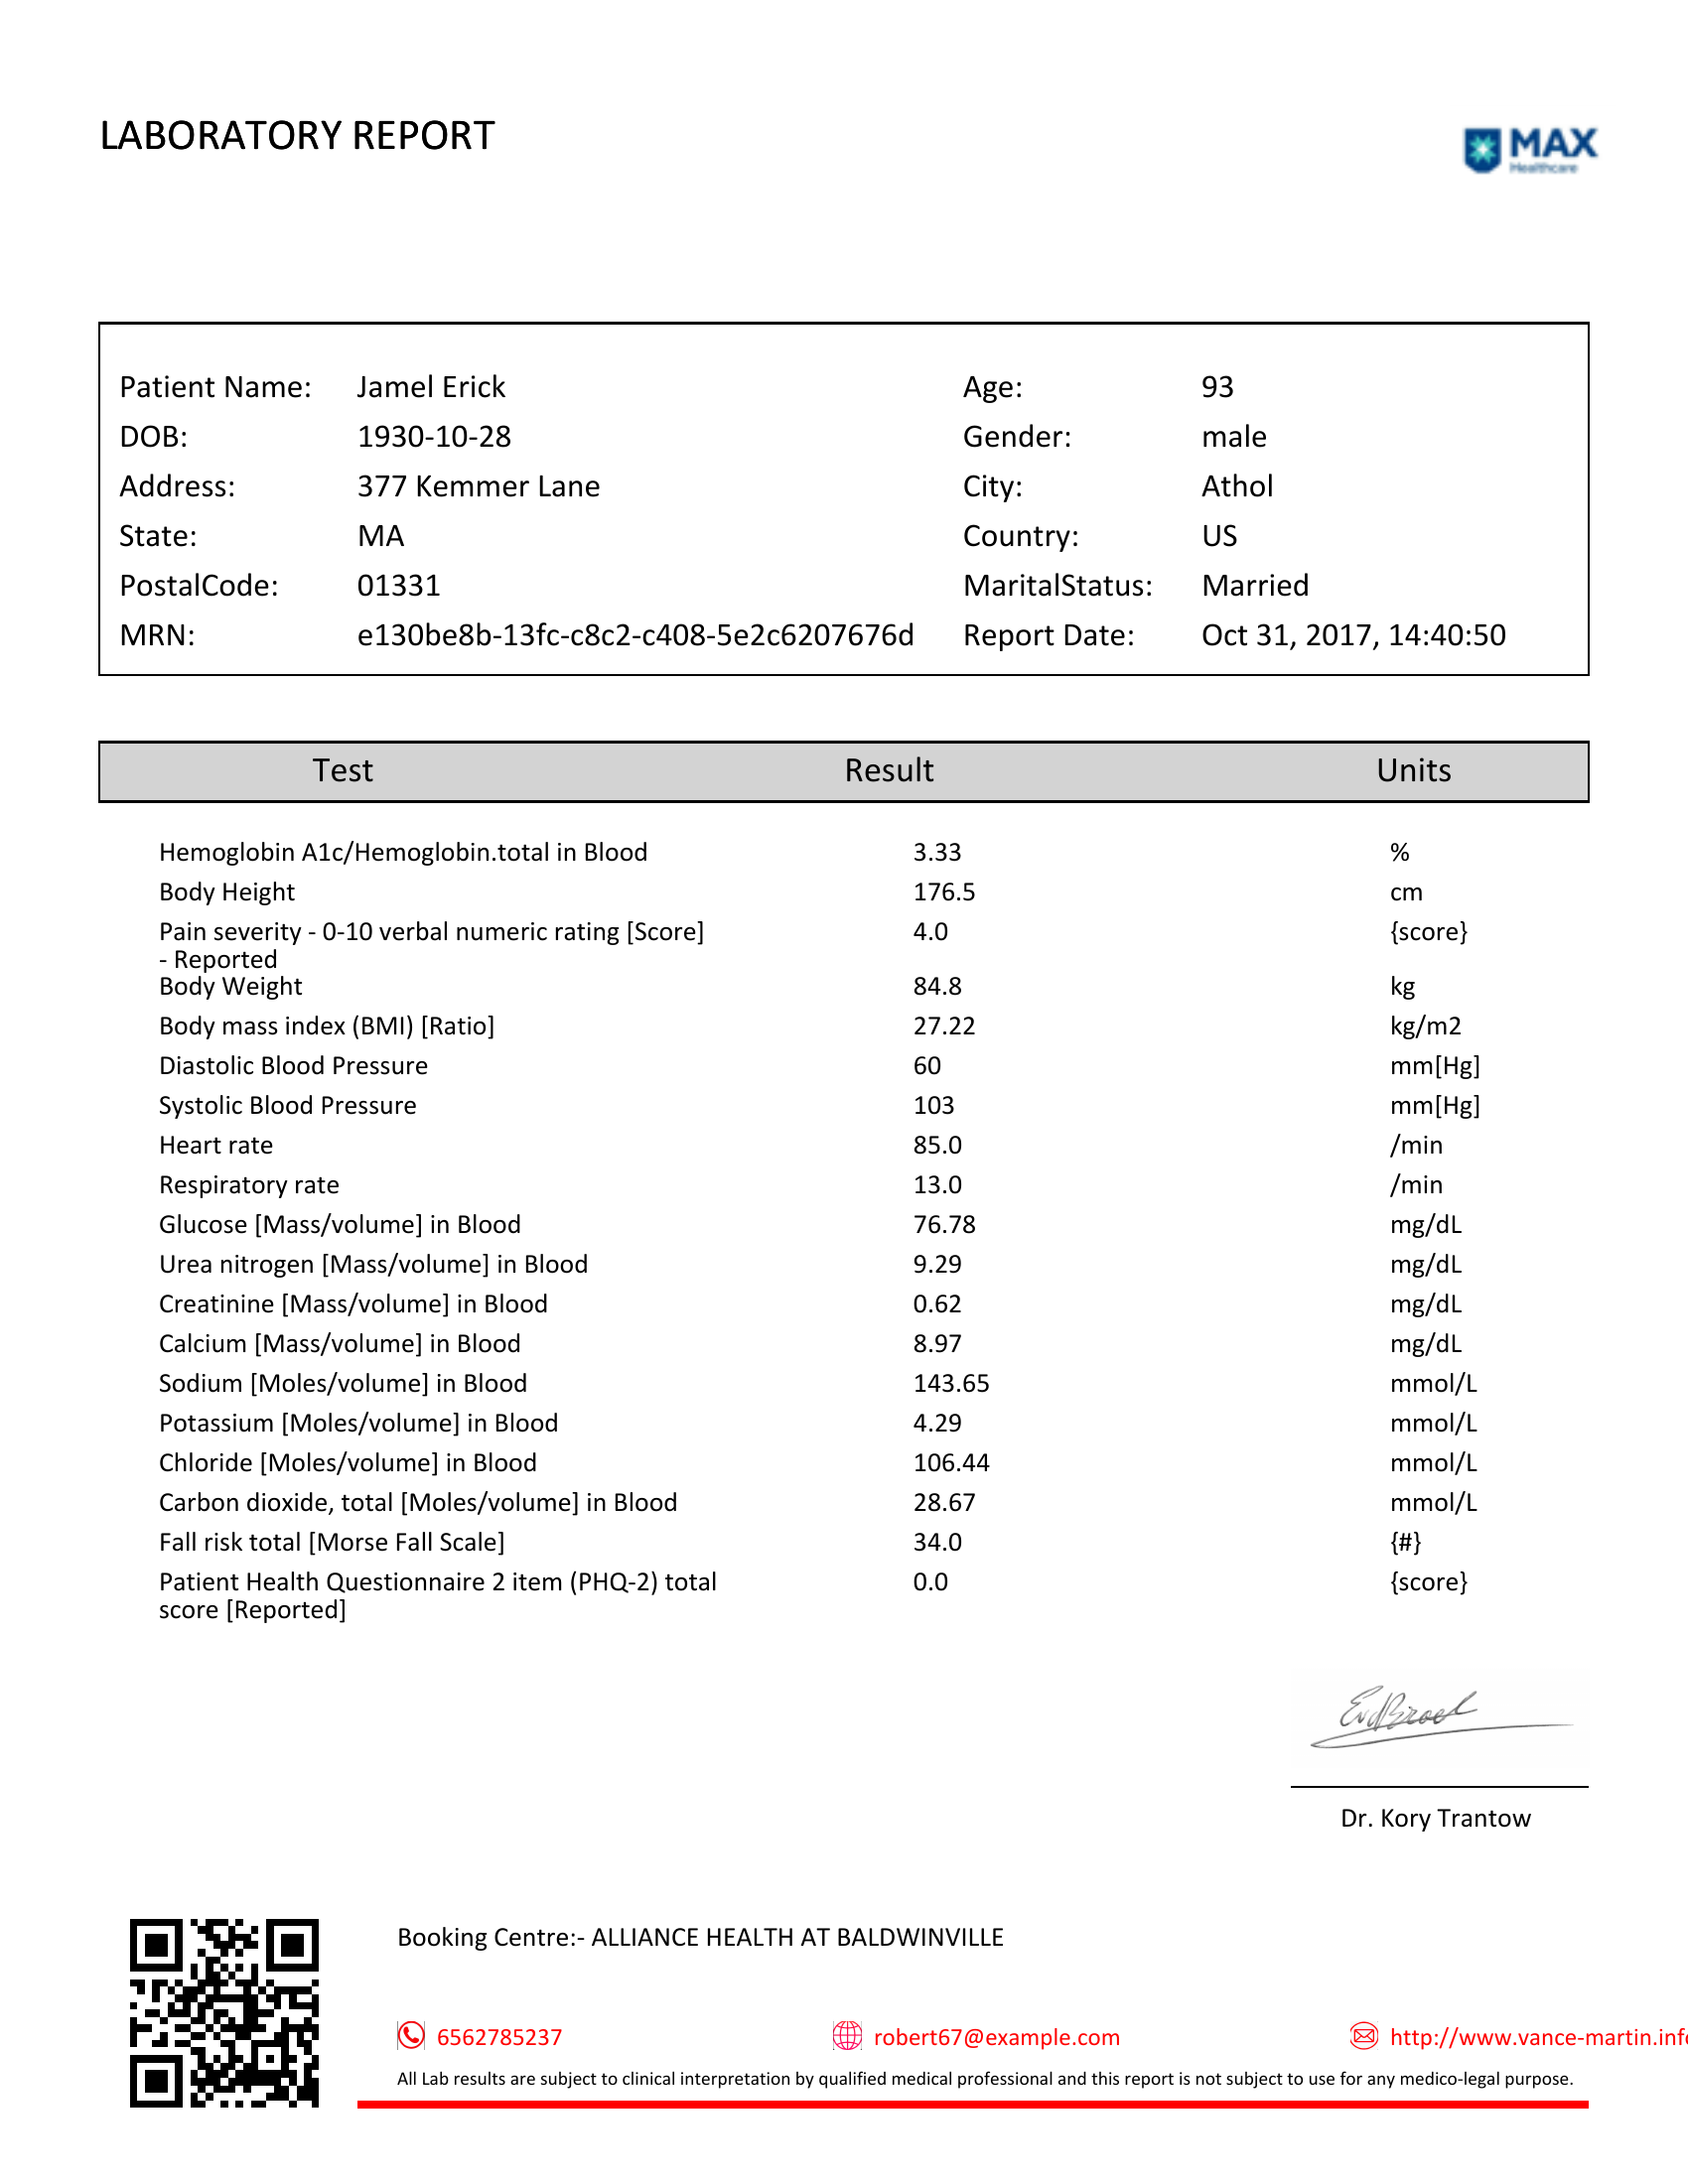 LABORATORY REPORT
MAX
Healthcare
Patient Name: Jamel Erick Age: 93
DOB: 1930-10-28 Gender: male
Address: 377 Kemmer Lane City: Athol
State: MA Country: US
PostalCode: 01331 MaritalStatus: Married
MRN: e130be8b-13fc-c8c2-c408-5e2c6207676d Report Date: Oct 31, 2017, 14:40:50
Test Result Units
Hemoglobin A1c/Hemoglobin.total in Blood 3.33 %
Body Height 176.5 cm
Pain severity - 0-10 verbal numeric rating [Score] 4.0 {score}
- Reported
Body Weight 84.8 kg
Body mass index (BMI) [Ratio] 27.22 kg/m2
Diastolic Blood Pressure 60 mm[Hg]
Systolic Blood Pressure 103 mm[Hg]
Heart rate 85.0 /min
Respiratory rate 13.0 /min
Glucose [Mass/volume] in Blood 76.78 mg/dL
Urea nitrogen [Mass/volume] in Blood 9.29 mg/dL
Creatinine [Mass/volume] in Blood 0.62 mg/dL
Calcium [Mass/volume] in Blood 8.97 mg/dL
Sodium [Moles/volume] in Blood 143.65 mmol/L
Potassium [Moles/volume] in Blood 4.29 mmol/L
Chloride [Moles/volume] in Blood 106.44 mmol/L
Carbon dioxide, total [Moles/volume] in Blood 28.67 mmol/L
Fall risk total [Morse Fall Scale] 34.0 {#}
Patient Health Questionnaire 2 item (PHQ-2) total 0.0 {score}
score [Reported]
Dr. Kory Trantow
Booking Centre:- ALLIANCE HEALTH AT BALDWINVILLE
6562785237 robert67@example.com http://www.vance-martin.info
All Lab results are subject to clinical interpretation by qualified medical professional and this report is not subject to use for any medico-legal purpose.